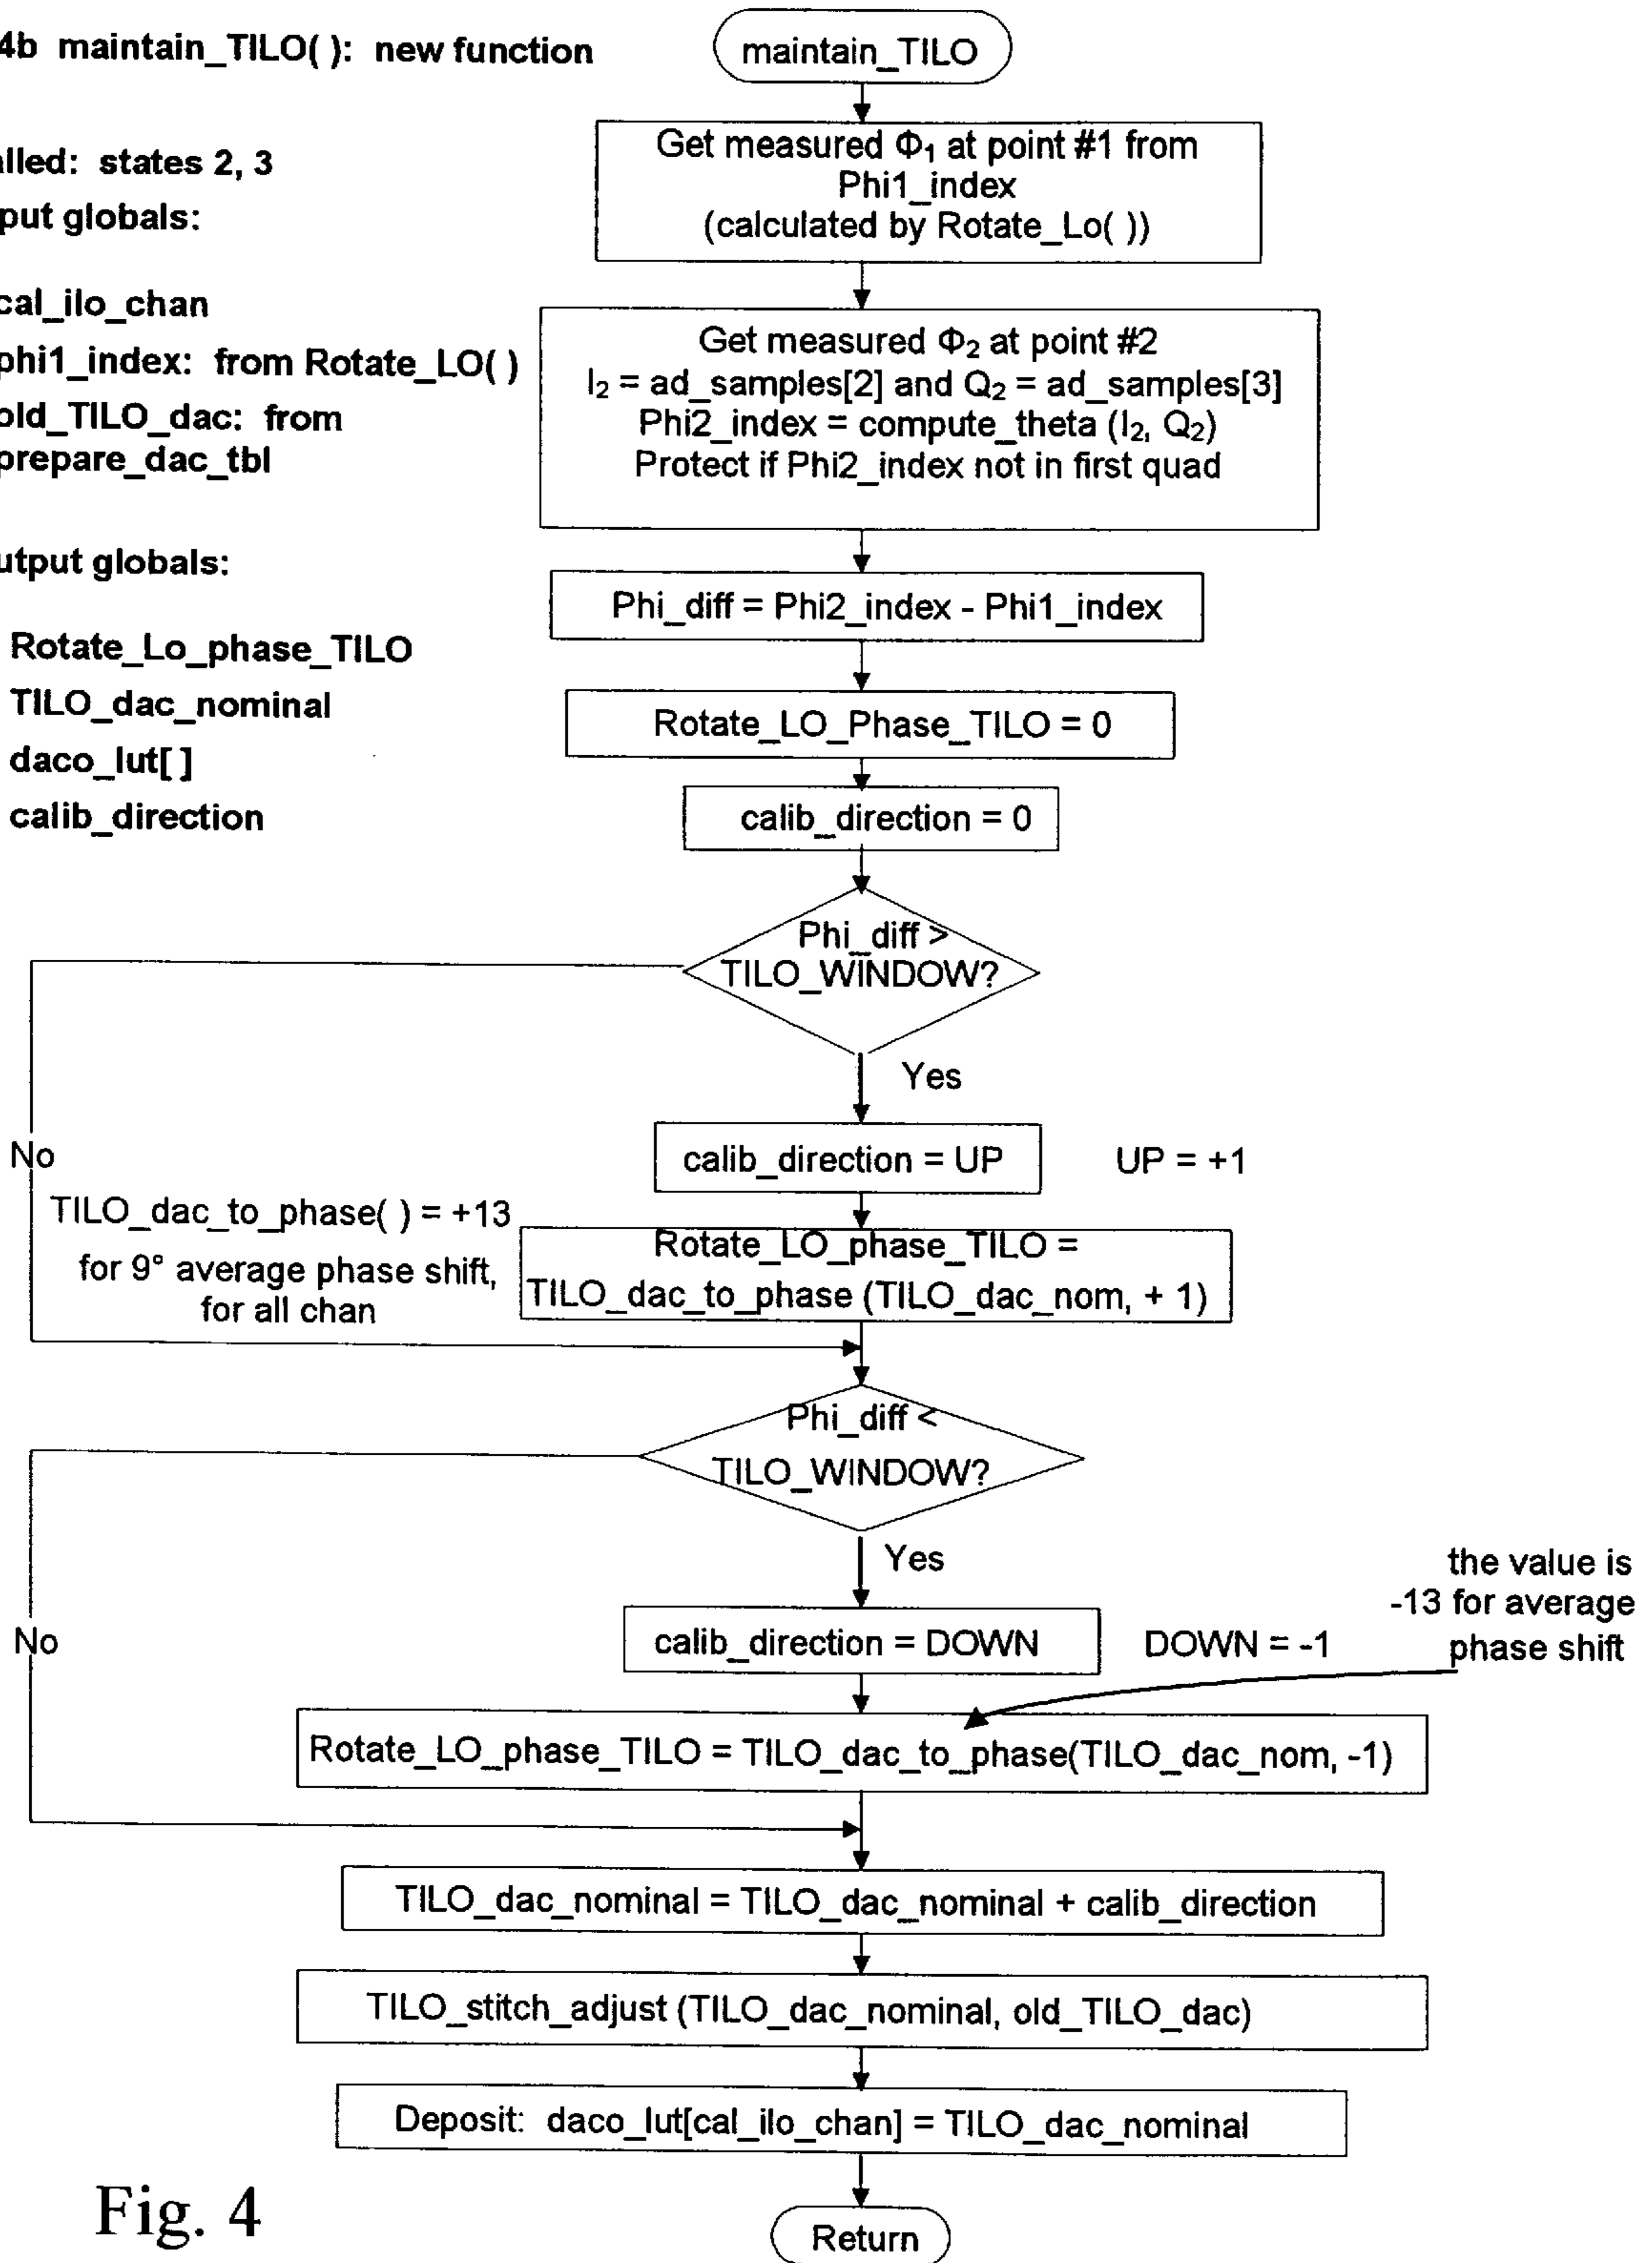 4b maintain_TILO( ): new function
maintain_TILO
Get measured Φ₁ at point #1 from
Phi1_index
(calculated by Rotate_Lo( ))
alled: states 2, 3
put globals:
cal_ilo_chan
phi1_index: from Rotate_LO( )
old_TILO_dac: from
prepare_dac_tbl
Get measured Φ₂ at point #2
I₂ = ad_samples[2] and Q₂ = ad_samples[3]
Phi2_index = compute_theta (I₂, Q₂)
Protect if Phi2_index not in first quad
utput globals:
Rotate_Lo_phase_TILO
TILO_dac_nominal
daco_lut[ ]
calib_direction
Phi_diff = Phi2_index - Phi1_index
Rotate_LO_Phase_TILO = 0
calib_direction = 0
Phi_diff >
TILO_WINDOW?
Yes
No
calib_direction = UP
UP = +1
TILO_dac_to_phase( ) = +13
for 9° average phase shift,
for all chan
Rotate_LO_phase_TILO =
TILO_dac_to_phase (TILO_dac_nom, + 1)
Phi_diff <
TILO_WINDOW?
Yes
No
calib_direction = DOWN
DOWN = -1
the value is
-13 for average
phase shift
Rotate_LO_phase_TILO = TILO_dac_to_phase(TILO_dac_nom, -1)
TILO_dac_nominal = TILO_dac_nominal + calib_direction
TILO_stitch_adjust (TILO_dac_nominal, old_TILO_dac)
Deposit: daco_lut[cal_ilo_chan] = TILO_dac_nominal
Return
Fig. 4